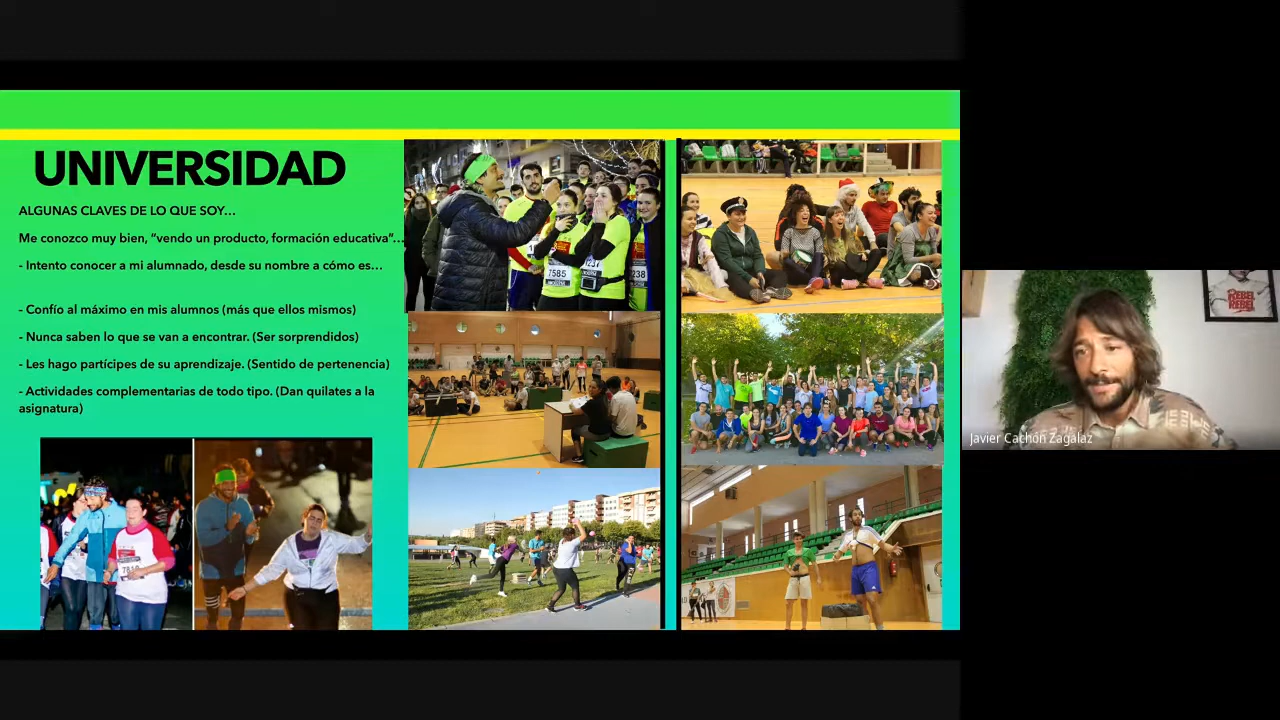 UNIVERSIDAD
ALGUNAS CLAVES DE LO QUE SOY...
Me conozco muy bien, “vendo un producto, formación educativa”...
- Intento conocer a mi alumnado, desde su nombre a cómo es...
- Confío al máximo en mis alumnos (más que ellos mismos)
- Nunca saben lo que se van a encontrar. (Ser sorprendidos)
- Les hago partícipes de su aprendizaje. (Sentido de pertenencia)
- Actividades complementarias de todo tipo. (Dan quilates a la
asignatura)
7585
1237
238
REBEL
REBEL
Javier Cachón Zagalaz